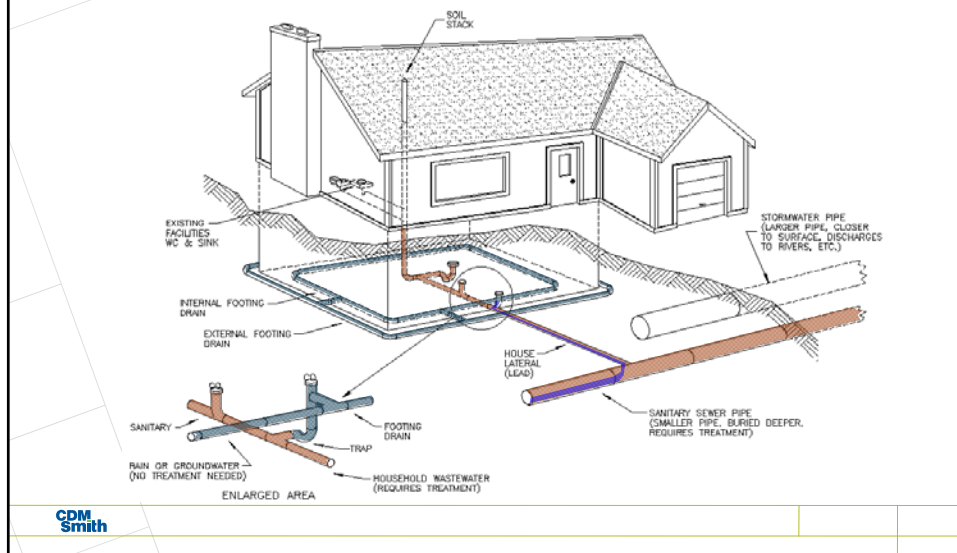 SOIL
STACK
EXISTING
FACILITIES
WC & SINK
STORMWATER PIPE
(LARGER PIPE, CLOSER
TO SURFACE, DISCHARGES
TO RIVERS, ETC.)
INTERNAL FOOTING
DRAIN
EXTERNAL FOOTING
DRAIN
HOUSE
LATERAL
(LEAD)
SANITARY SEWER PIPE
(SMALLER PIPE, BURIED DEEPER,
REQUIRES TREATMENT)
SANITARY
FOOTING
DRAIN
TRAP
RAIN OR GROUNDWATER
(NO TREATMENT NEEDED)
HOUSEHOLD WASTEWATER
(REQUIRES TREATMENT)
ENLARGED AREA
CDM
Smith